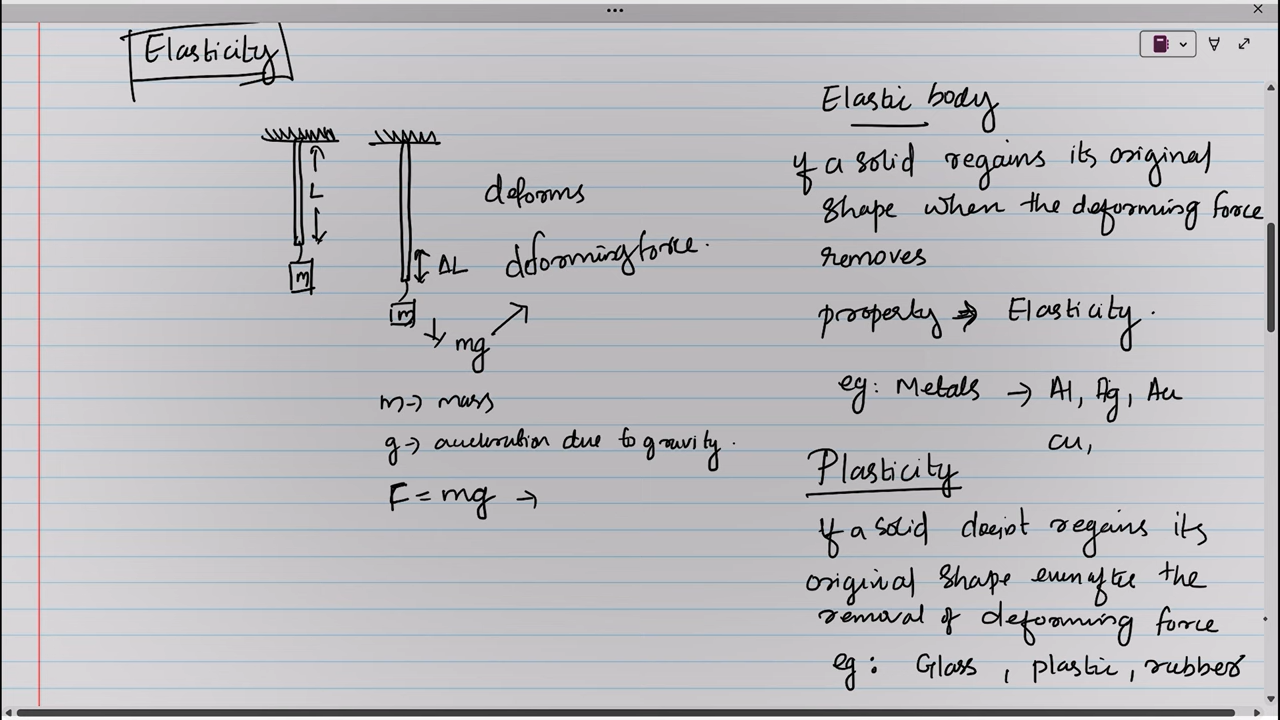 Elasticity
L
m
ΔL
m
mg
deforms
deforming force.
m → mass
g → accleration due to gravity.
F = mg →
Elastic body
If a solid regains its original
shape when the deforming force
removes
property → Elasticity.
eg: Metals → Al, Ag, Au
Cu,
Plasticity
If a solid doesnt regains its
original shape even after the
removal of deforming force
eg: Glass, plastic, rubber